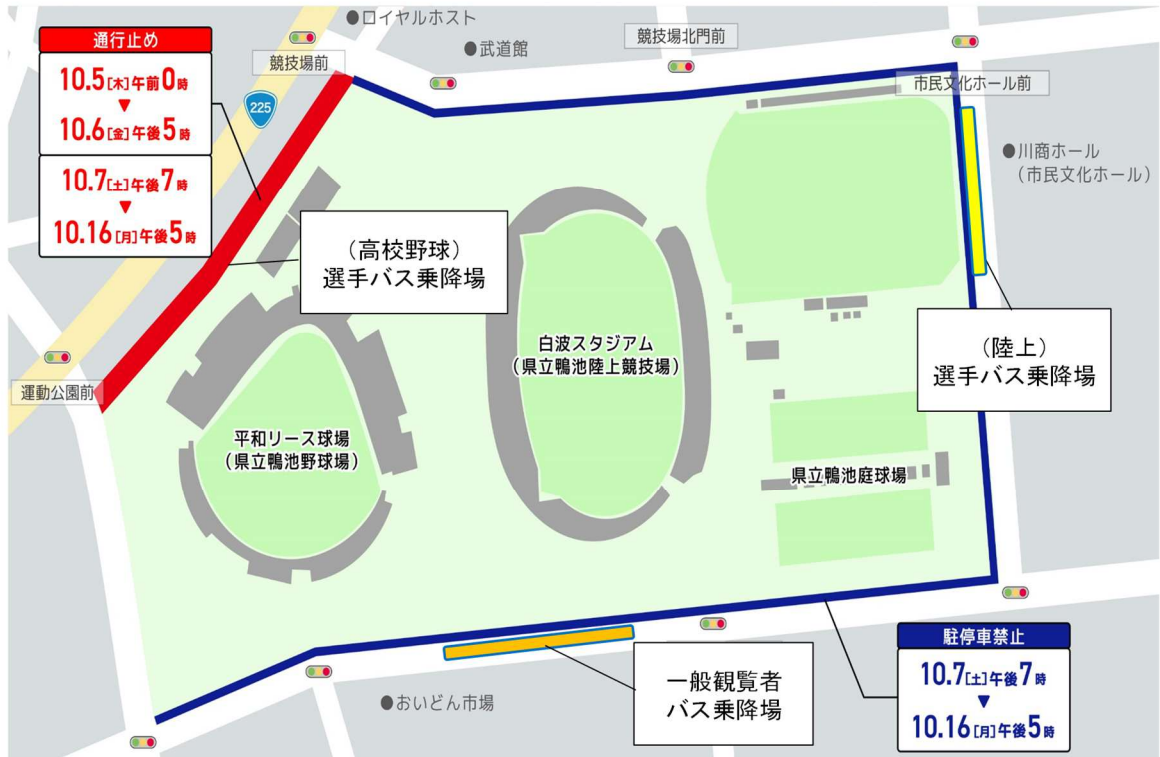 ●ロイヤルホスト
●武道館
競技場北門前
通行止め
10.5[木]午前0時
▼
10.6[金]午後5時
10.7[土]午後7時
▼
10.16[月]午後5時
競技場前
225
市民文化ホール前
●川商ホール
（市民文化ホール）
（高校野球）
選手バス乗降場
（陸上）
選手バス乗降場
白波スタジアム
（県立鴨池陸上競技場）
運動公園前
平和リース球場
（県立鴨池野球場）
県立鴨池庭球場
●おいどん市場
一般観覧者
バス乗降場
駐停車禁止
10.7[土]午後7時
▼
10.16[月]午後5時